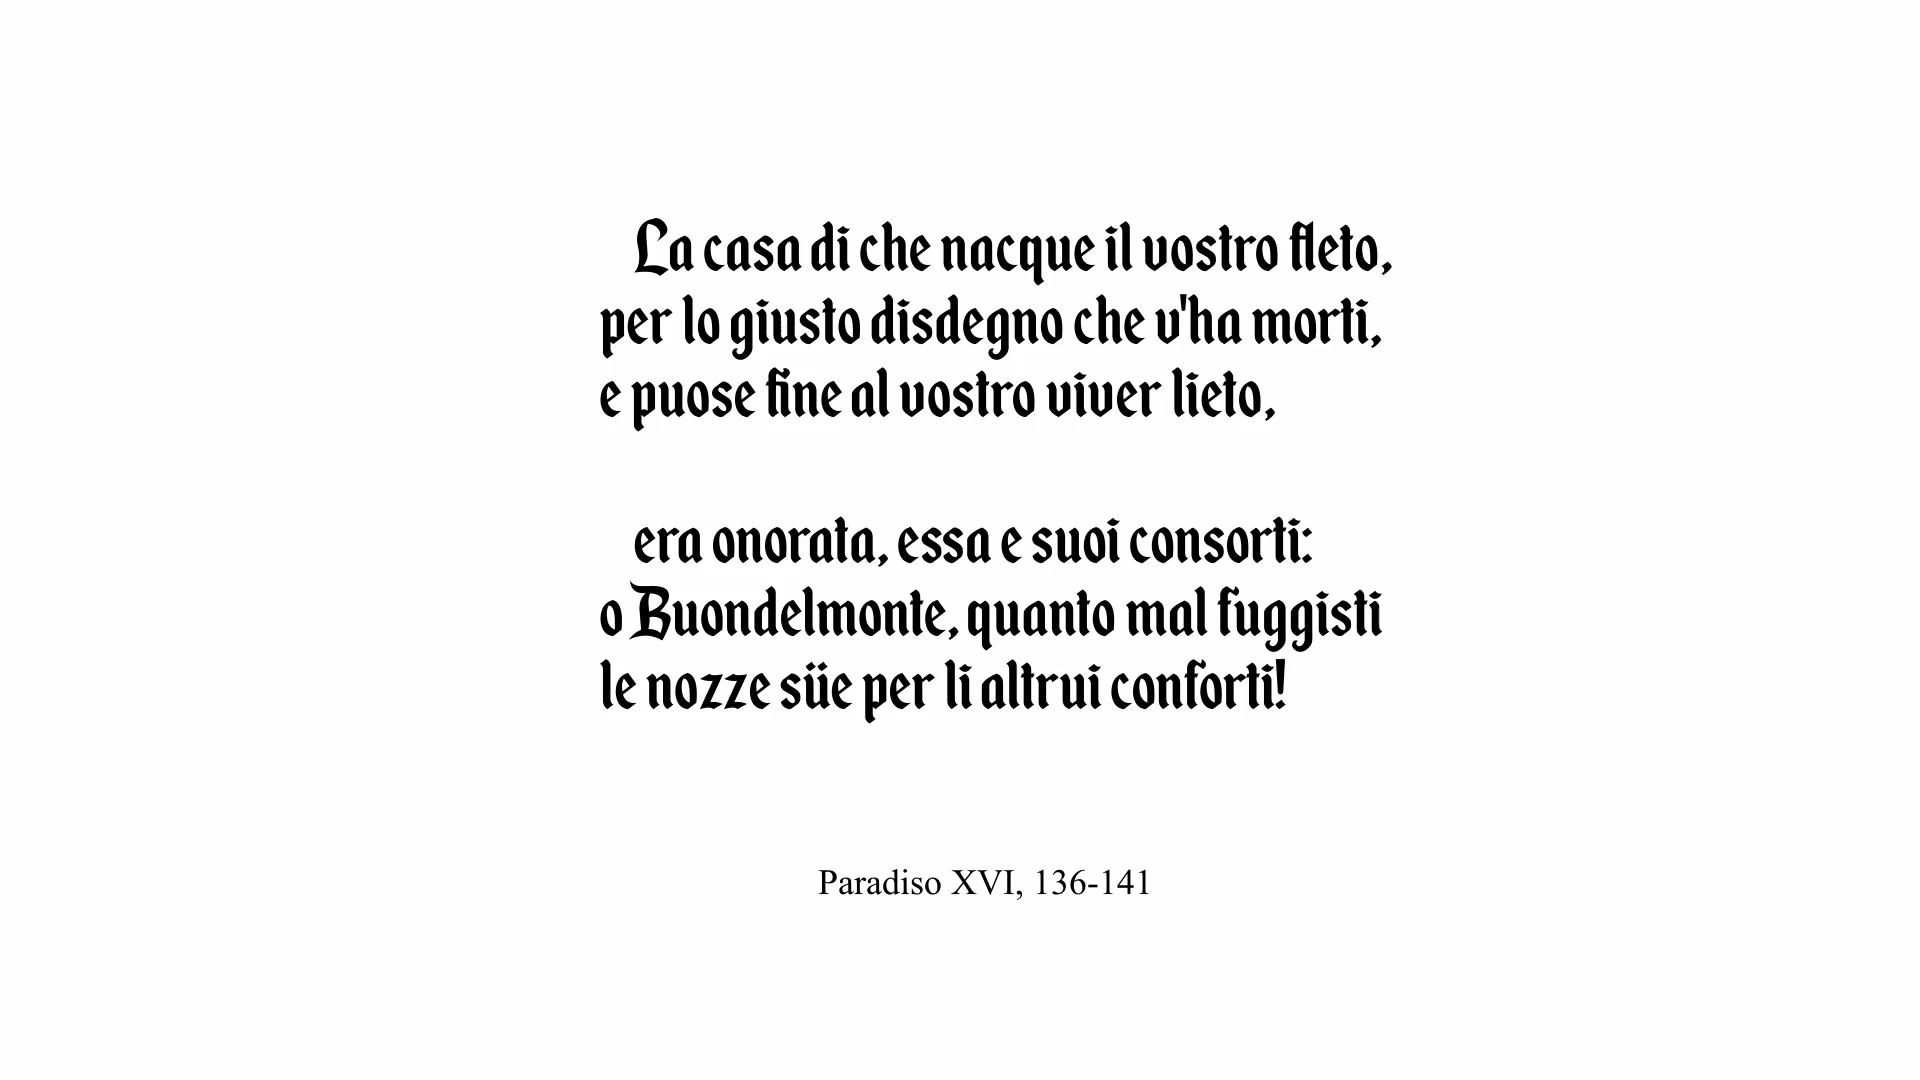 La casa di che nacque il vostro fleto,
per lo giusto disdegno che v'ha morti,
e puose fine al vostro viver lieto,
era onorata, essa e suoi consorti:
o Buondelmonte, quanto mal fuggisti
le nozze süe per li altrui conforti!
Paradiso XVI, 136-141